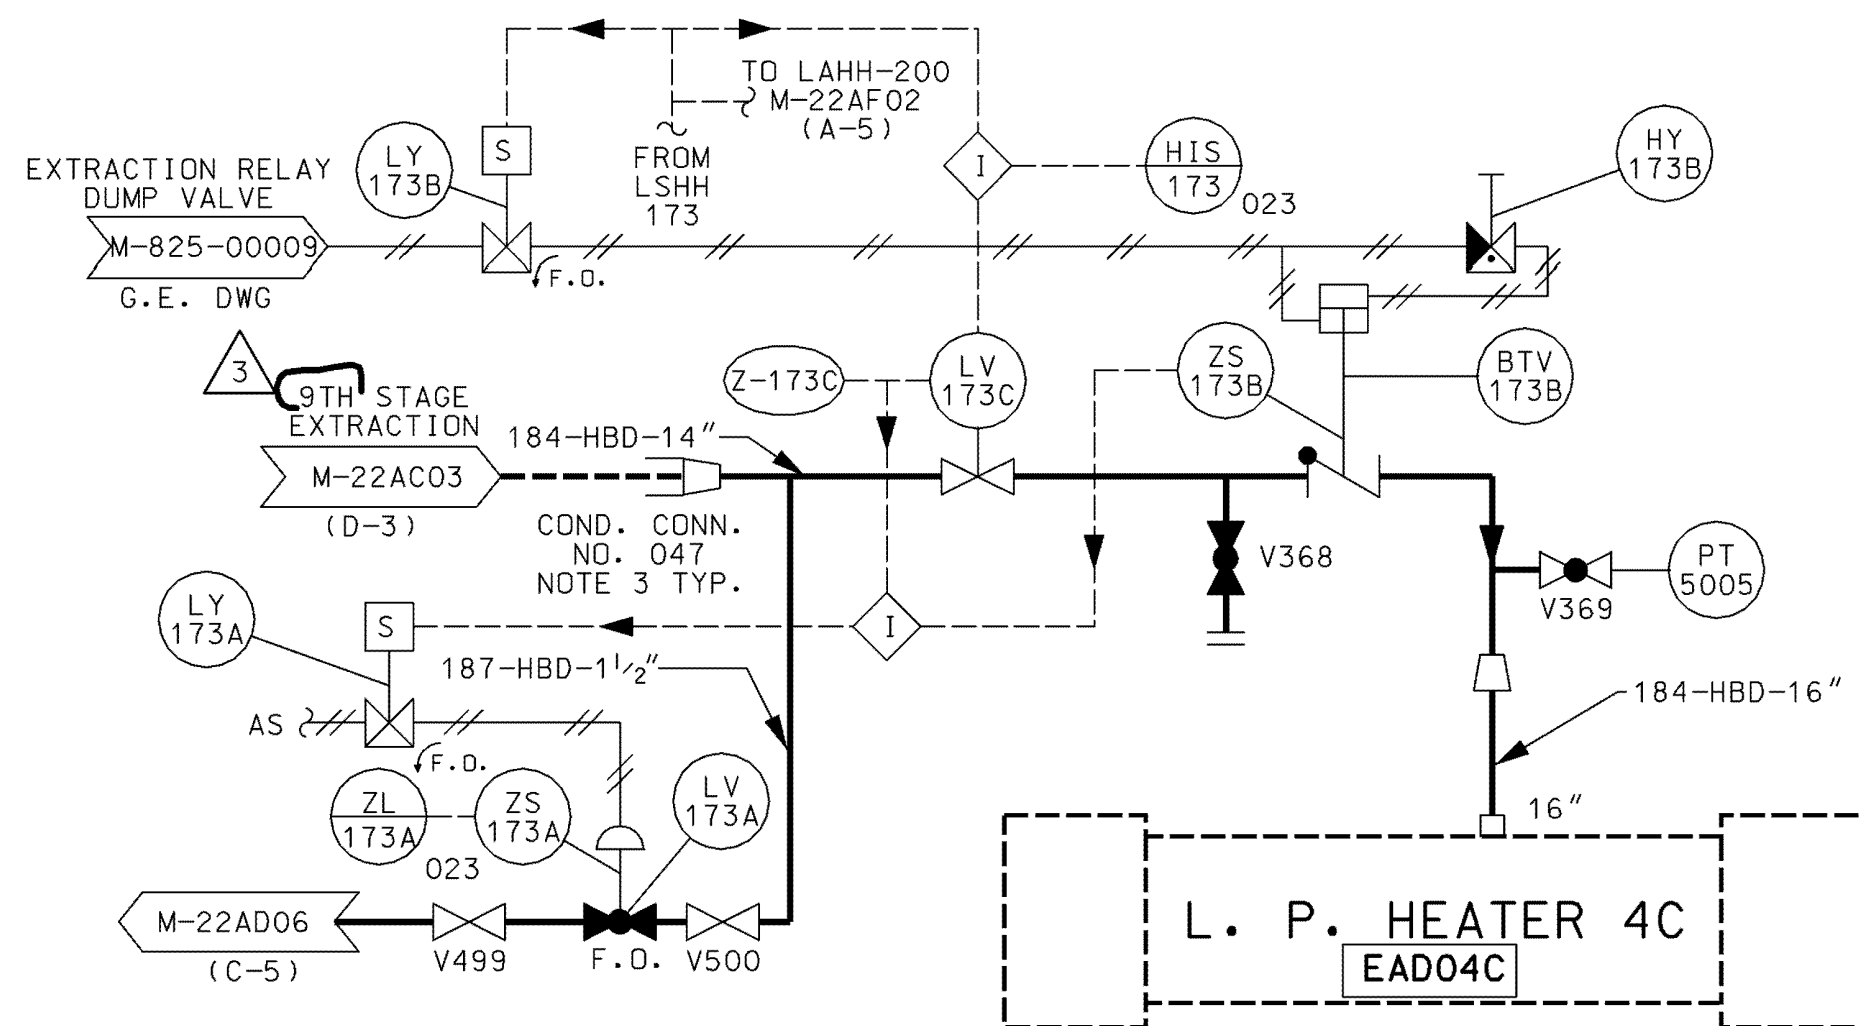 TO LAHH-200
M-22AF02
(A-5)
FROM
LSHH
173
EXTRACTION RELAY
DUMP VALVE
M-825-00009
G.E. DWG
LY
173B
S
F.O.
I
HIS
173
023
HY
173B
3
9TH STAGE
EXTRACTION
M-22AC03
(D-3)
184-HBD-14"
COND. CONN.
NO. 047
NOTE 3 TYP.
Z-173C
LV
173C
ZS
173B
BTV
173B
V368
V369
PT
5005
LY
173A
S
I
187-HBD-1 1/2"
184-HBD-16"
AS
F.O.
ZL
173A
023
ZS
173A
LV
173A
16"
M-22AD06
(C-5)
V499
F.O.
V500
L. P. HEATER 4C
EAD04C